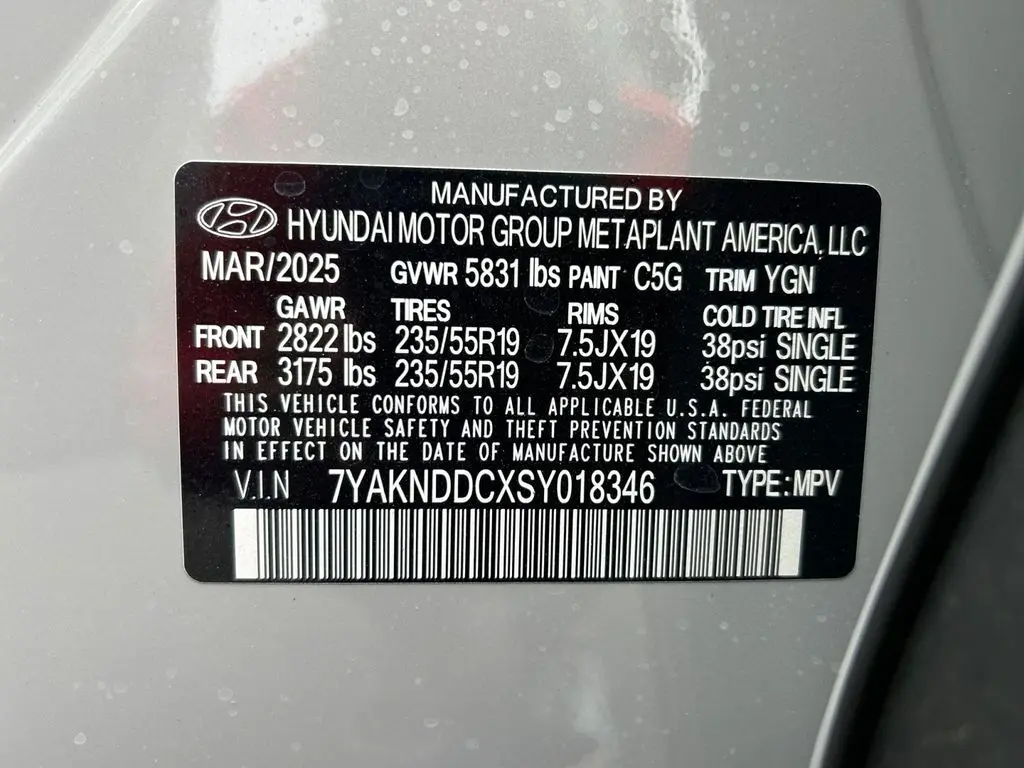 MANUFACTURED BY
HYUNDAI MOTOR GROUP METAPLANT AMERICA, LLC
MAR/2025 GVWR 5831 lbs PAINT C5G TRIM YGN
GAWR TIRES RIMS COLD TIRE INFL
FRONT 2822 lbs 235/55R19 7.5JX19 38psi SINGLE
REAR 3175 lbs 235/55R19 7.5JX19 38psi SINGLE
THIS VEHICLE CONFORMS TO ALL APPLICABLE U.S.A. FEDERAL
MOTOR VEHICLE SAFETY AND THEFT PREVENTION STANDARDS
IN EFFECT ON THE DATE OF MANUFACTURE SHOWN ABOVE
V.I.N 7YAKNDDCXSY018346 TYPE:MPV